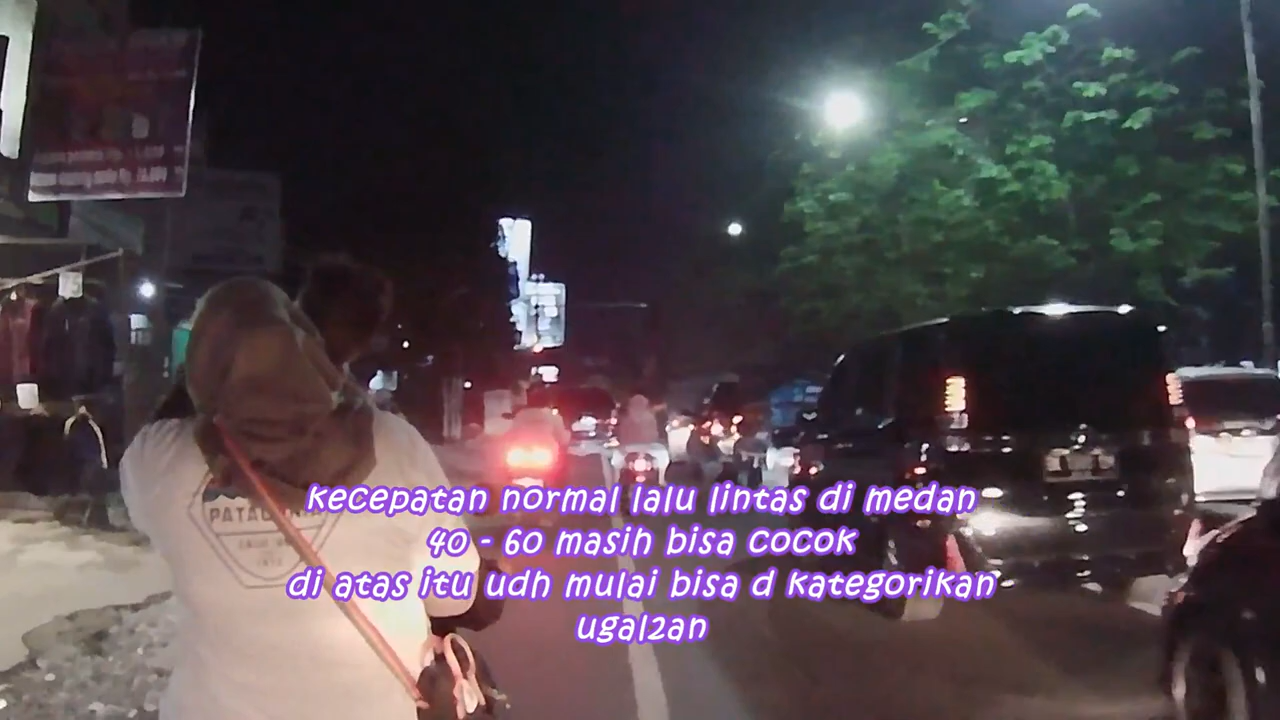 PATAGONIA
kecepatan normal lalu lintas di medan
40 - 60 masih bisa cocok
di atas itu udh mulai bisa d kategorikan
ugal2an